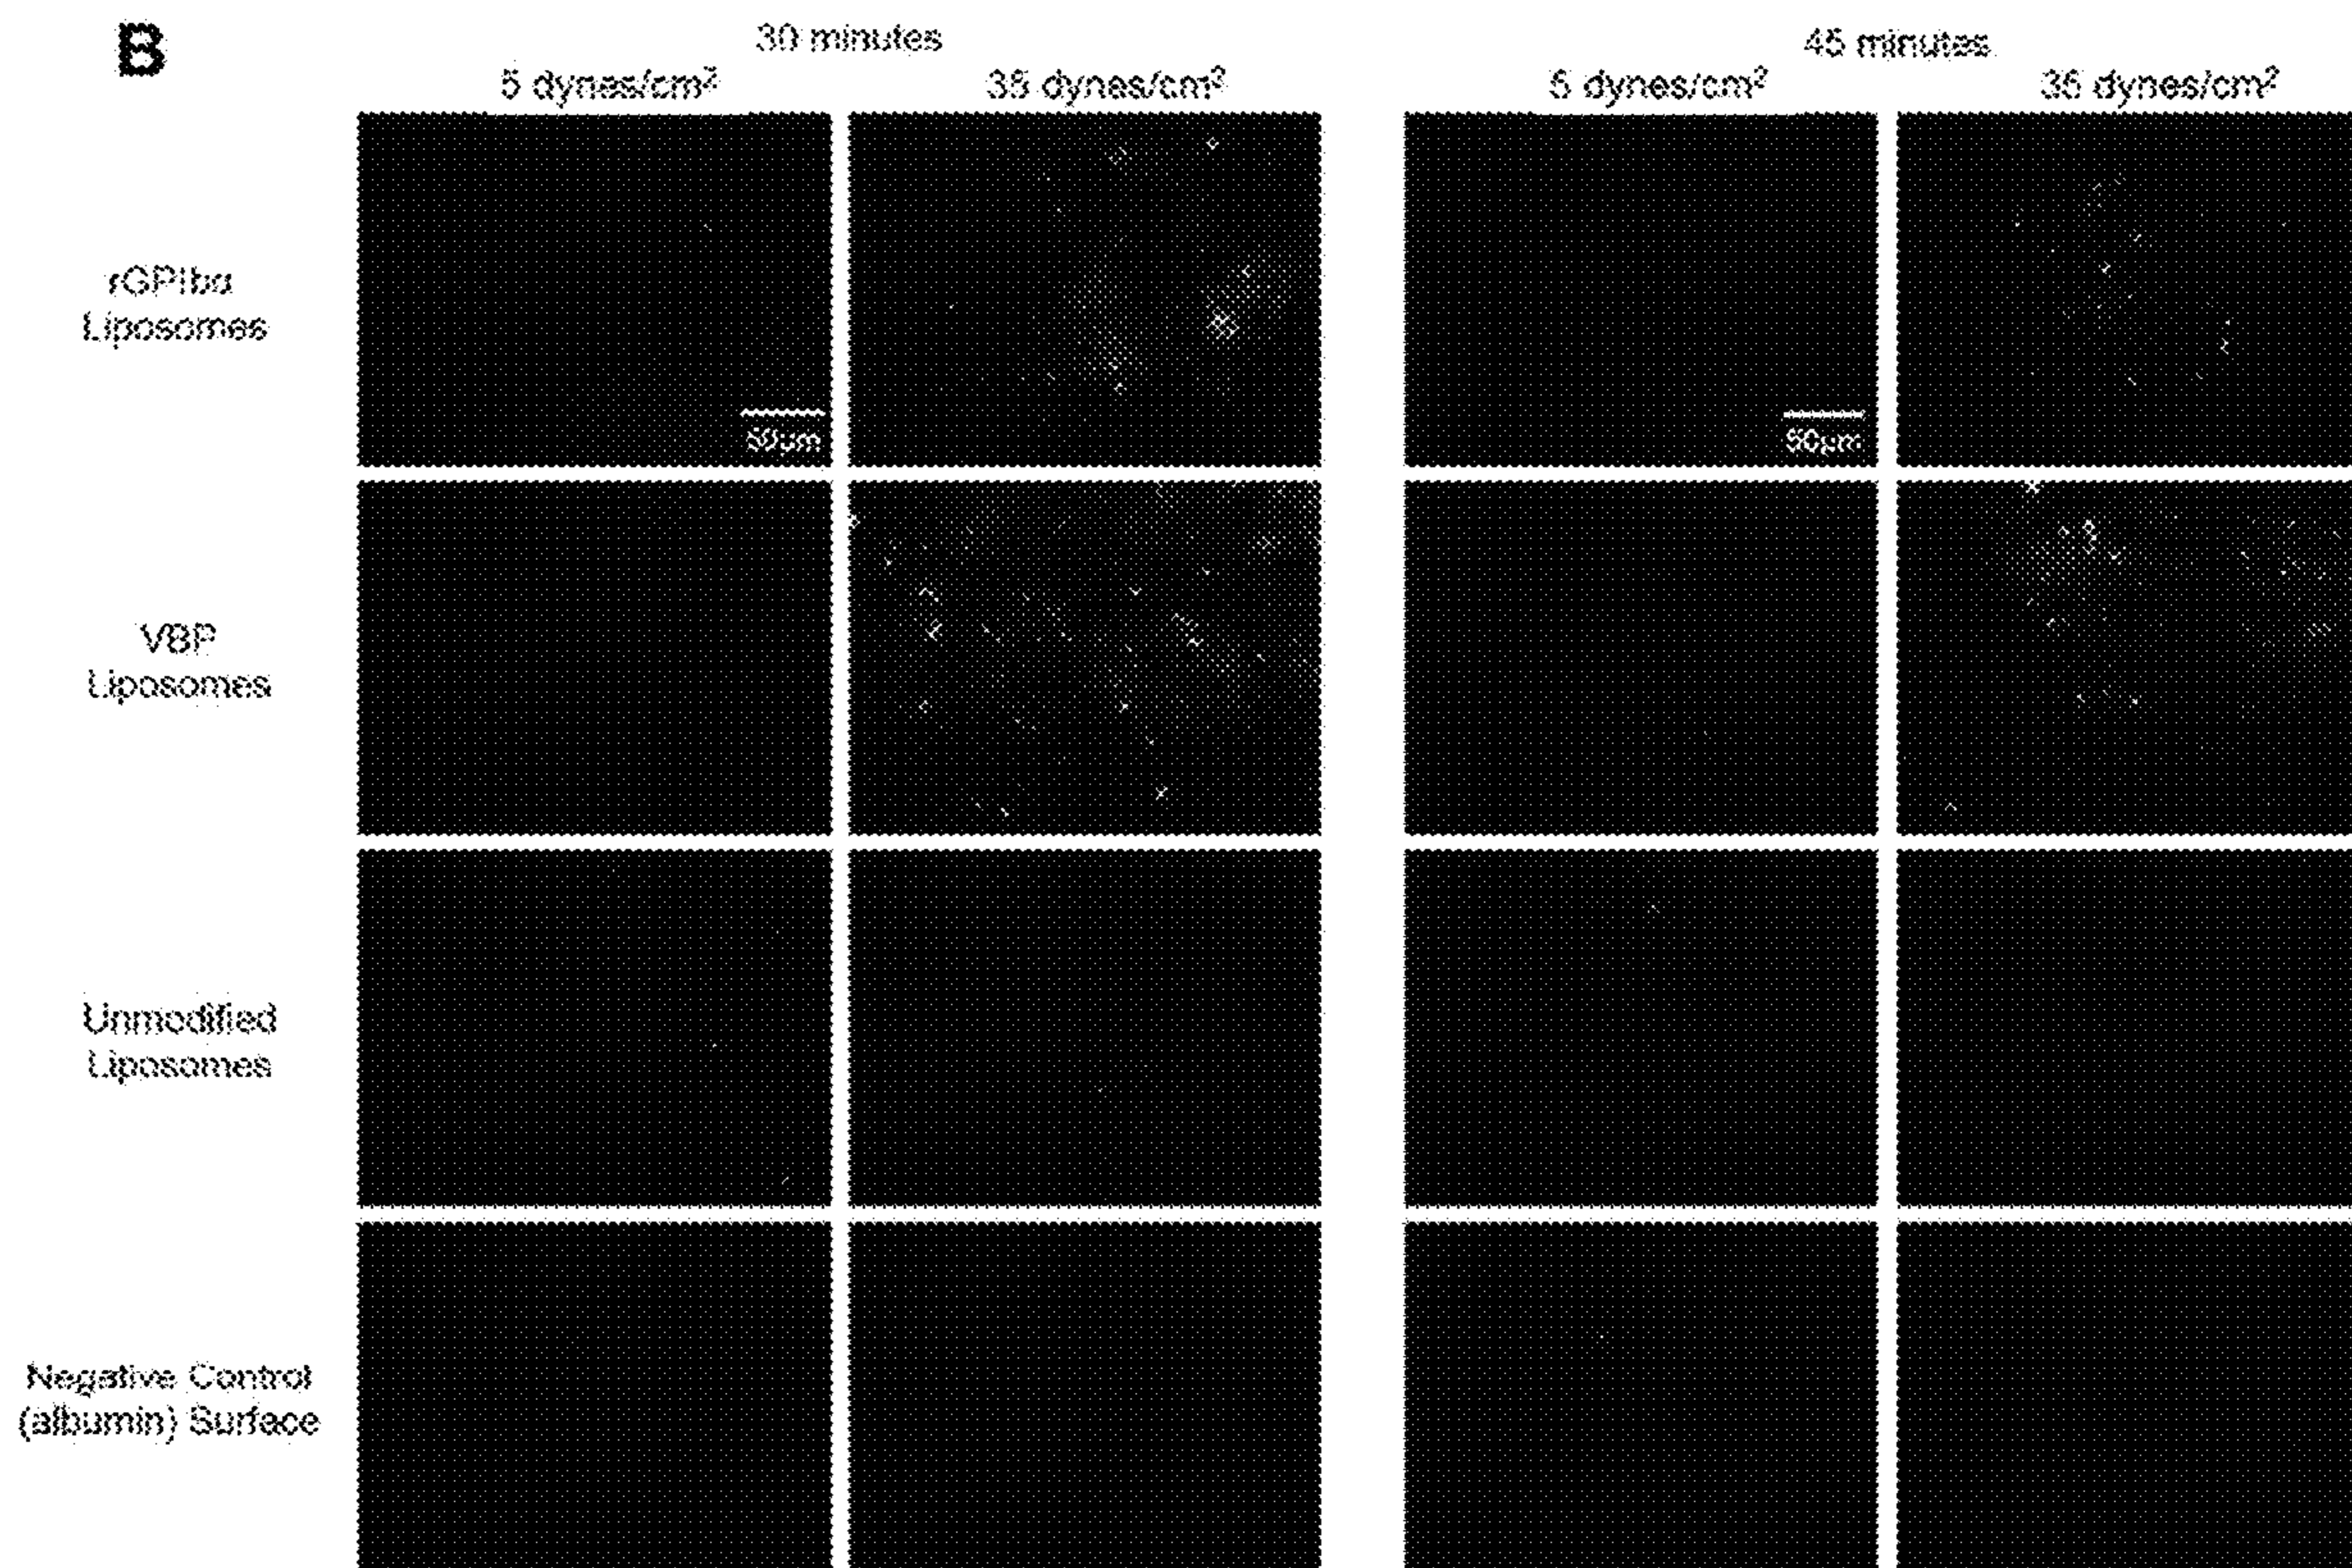 B
30 minutes
45 minutes
5 dynes/cm²
35 dynes/cm²
5 dynes/cm²
35 dynes/cm²
rGPIbα
Liposomes
50µm
50µm
VBP
Liposomes
Unmodified
Liposomes
Negative Control
(albumin) Surface